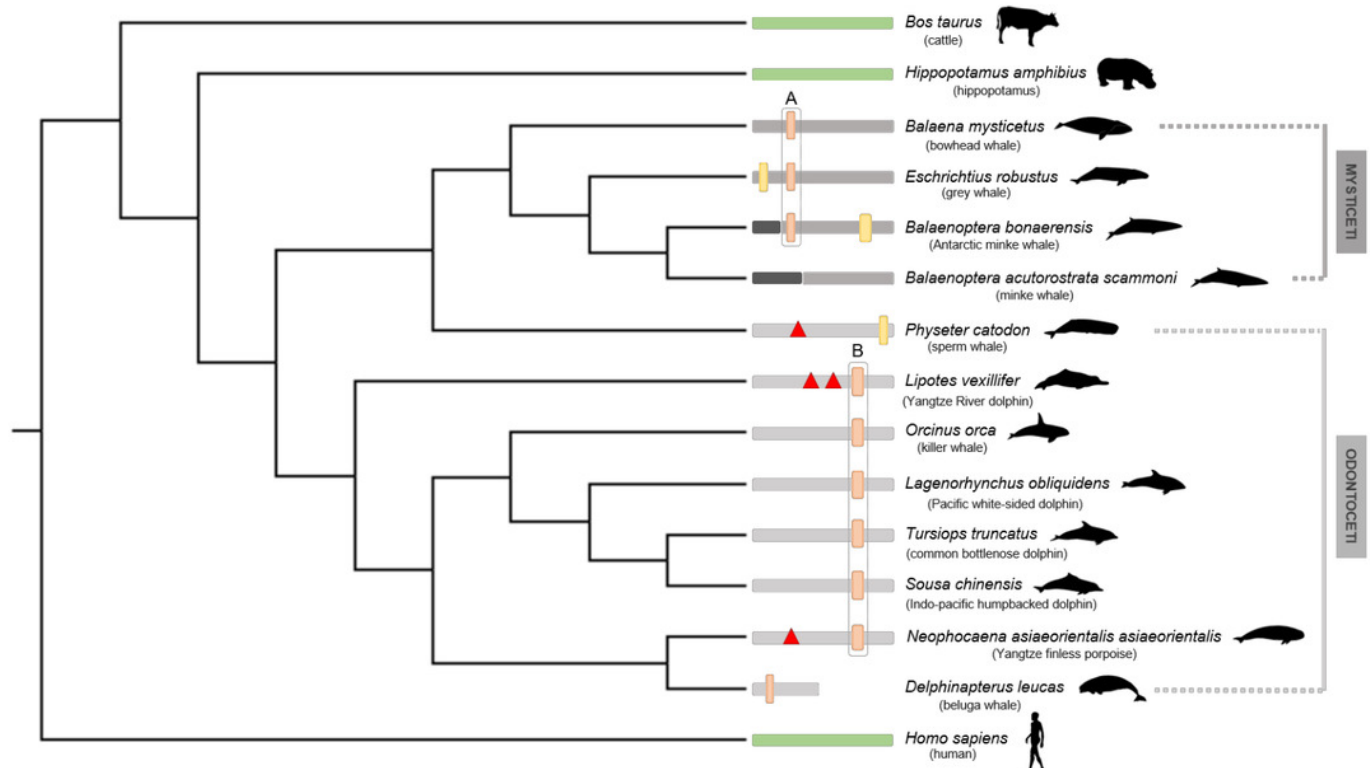 Bos taurus
(cattle)
Hippopotamus amphibius
(hippopotamus)
A
Balaena mysticetus
(bowhead whale)
Eschrichtius robustus
(grey whale)
Balaenoptera bonaerensis
(Antarctic minke whale)
Balaenoptera acutorostrata scammoni
(minke whale)
MYSTICETI
Physeter catodon
(sperm whale)
B
Lipotes vexillifer
(Yangtze River dolphin)
Orcinus orca
(killer whale)
Lagenorhynchus obliquidens
(Pacific white-sided dolphin)
Tursiops truncatus
(common bottlenose dolphin)
Sousa chinensis
(Indo-pacific humpbacked dolphin)
Neophocaena asiaeorientalis asiaeorientalis
(Yangtze finless porpoise)
Delphinapterus leucas
(beluga whale)
ODONTOCETI
Homo sapiens
(human)